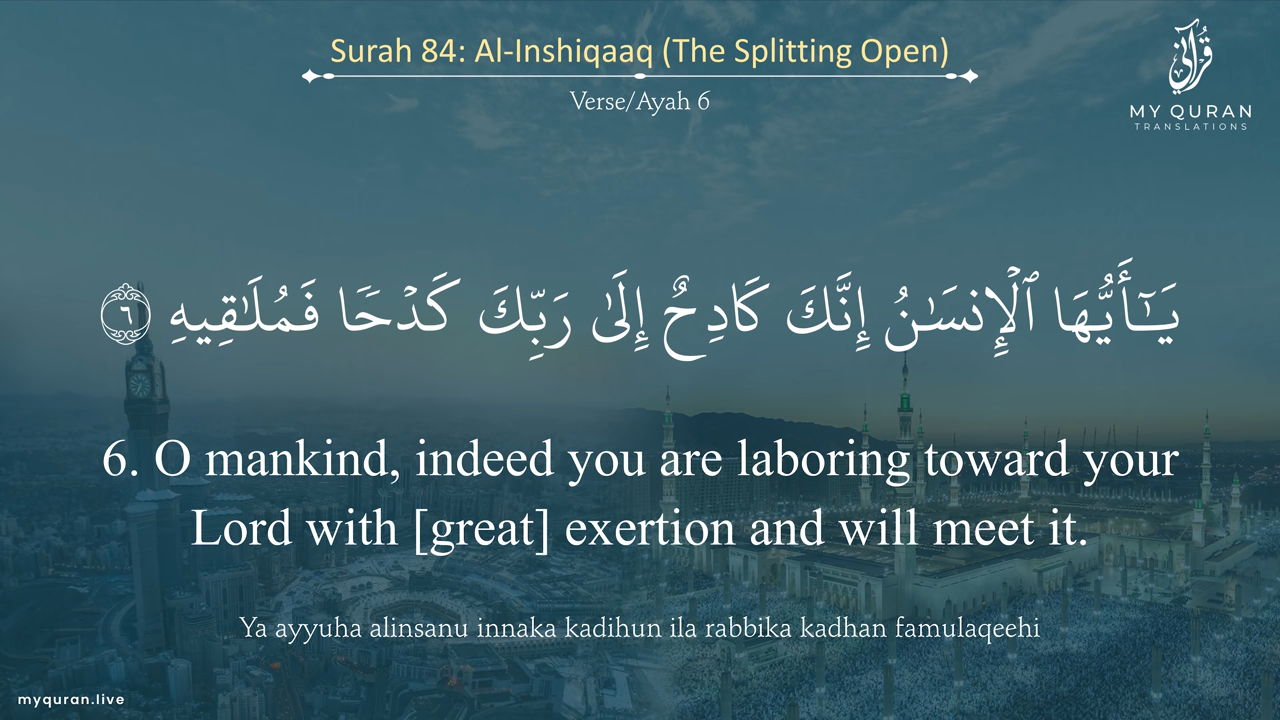 Surah 84: Al-Inshiqaaq (The Splitting Open)
Verse/Ayah 6
قُرْآنِي
MY QURAN
TRANSLATIONS
يَـٰٓأَيُّهَا ٱلْإِنسَـٰنُ إِنَّكَ كَادِحٌ إِلَىٰ رَبِّكَ كَدْحًا فَمُلَـٰقِيهِ ٦
6. O mankind, indeed you are laboring toward your
Lord with [great] exertion and will meet it.
Ya ayyuha alinsanu innaka kadihun ila rabbika kadhan famulaqeehi
myquran.live